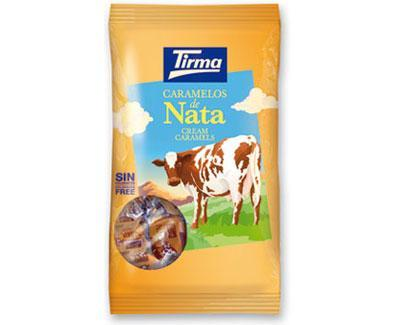 Tirma
CARAMELOS
de
Nata
CREAM
CARAMELS
SIN
FREE